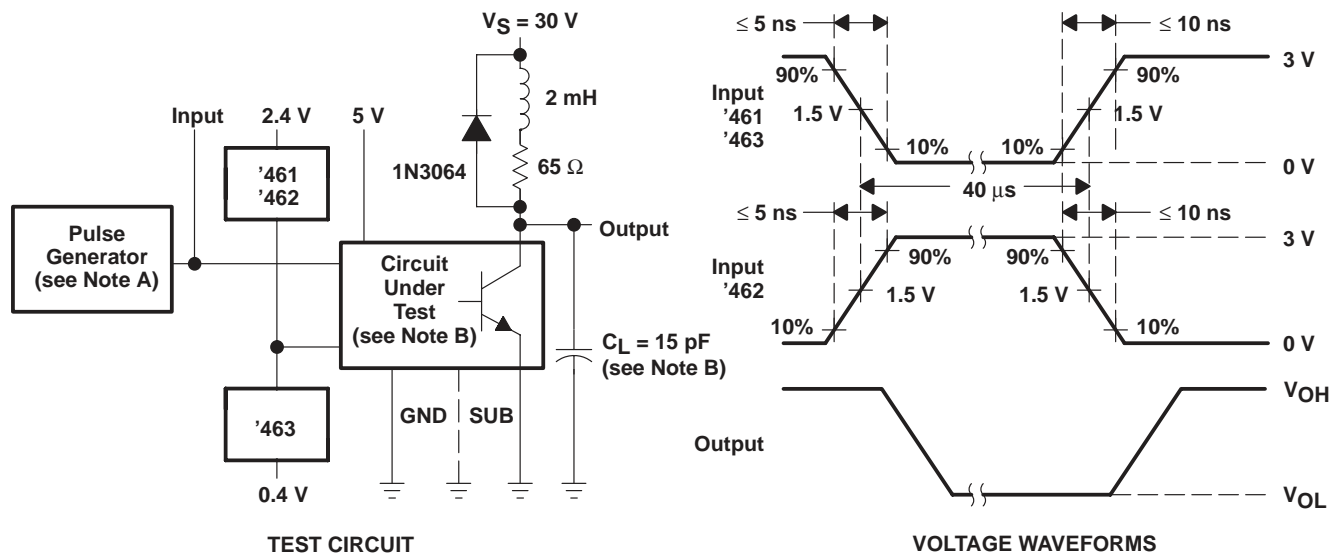 VS = 30 V
2 mH
65 Ω
1N3064
Input
2.4 V
5 V
'461
'462
Pulse
Generator
(see Note A)
Circuit
Under
Test
(see Note B)
Output
CL = 15 pF
(see Note B)
GND
SUB
'463
0.4 V
TEST CIRCUIT
≤ 5 ns
≤ 10 ns
3 V
90%
90%
Input
'461
'463
1.5 V
1.5 V
10%
10%
0 V
40 μs
≤ 5 ns
≤ 10 ns
3 V
90%
90%
Input
'462
1.5 V
1.5 V
10%
10%
0 V
VOH
Output
VOL
VOLTAGE WAVEFORMS